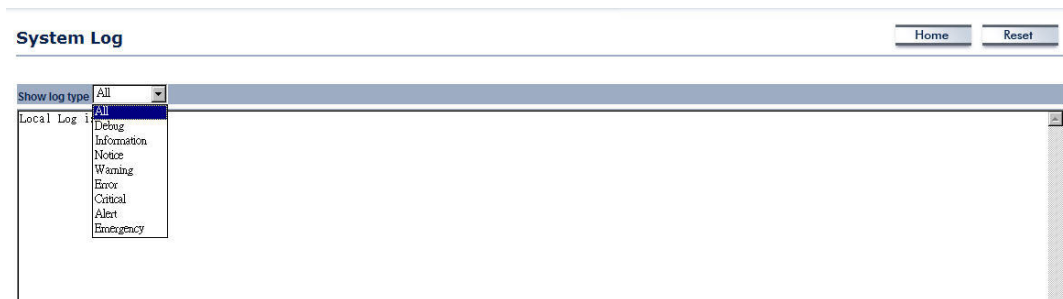 System Log
Home
Reset
Show log type All
Local Log
All
Debug
Information
Notice
Warning
Error
Critical
Alert
Emergency